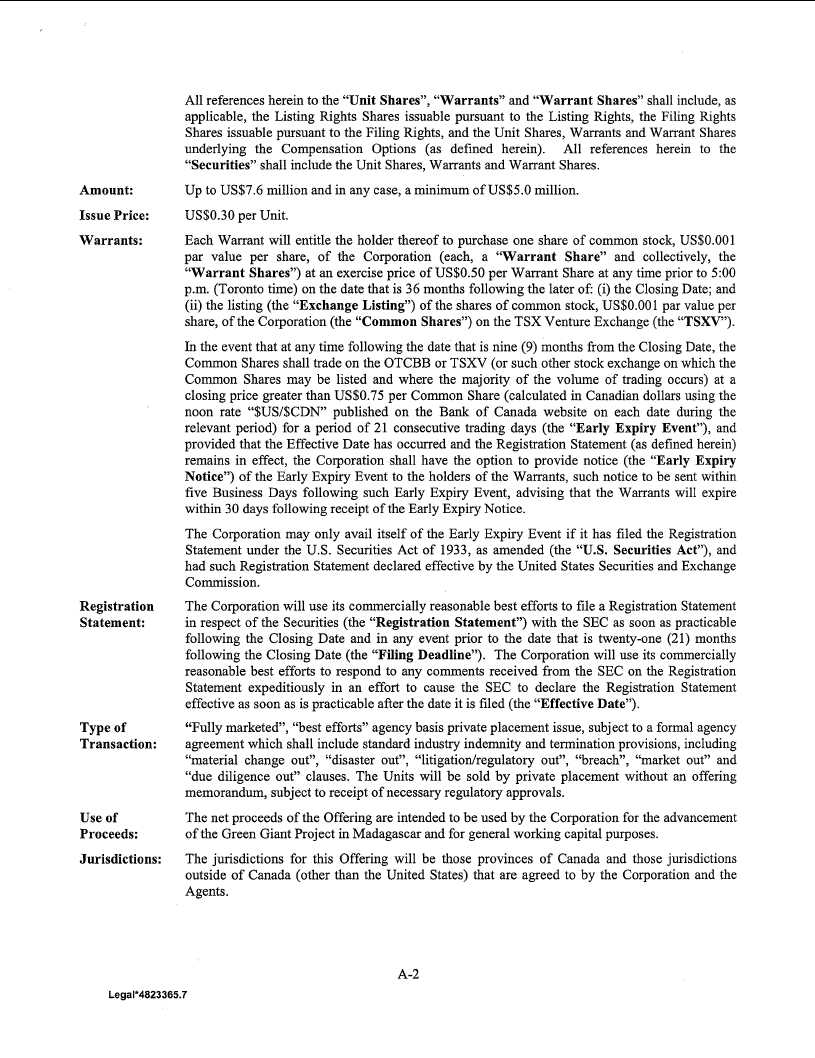 All references herein to the “Unit Shares”, “Warrants” and “Warrant Shares” shall include, as
applicable, the Listing Rights Shares issuable pursuant to the Listing Rights, the Filing Rights
Shares issuable pursuant to the Filing Rights, and the Unit Shares, Warrants and Warrant Shares
underlying the Compensation Options (as defined herein). All references herein to the
“Securities” shall include the Unit Shares, Warrants and Warrant Shares.
Amount: Up to US$7.6 million and in any case, a minimum of US$5.0 million.
Issue Price: US$0.30 per Unit.
Warrants: Each Warrant will entitle the holder thereof to purchase one share of common stock, US$0.001
par value per share, of the Corporation (each, a “Warrant Share” and collectively, the
“Warrant Shares”) at an exercise price of US$0.50 per Warrant Share at any time prior to 5:00
p.m. (Toronto time) on the date that is 36 months following the later of: (i) the Closing Date; and
(ii) the listing (the “Exchange Listing”) of the shares of common stock, US$0.001 par value per
share, of the Corporation (the “Common Shares”) on the TSX Venture Exchange (the “TSXV”).
In the event that at any time following the date that is nine (9) months from the Closing Date, the
Common Shares shall trade on the OTCBB or TSXV (or such other stock exchange on which the
Common Shares may be listed and where the majority of the volume of trading occurs) at a
closing price greater than US$0.75 per Common Share (calculated in Canadian dollars using the
noon rate “$US/$CDN” published on the Bank of Canada website on each date during the
relevant period) for a period of 21 consecutive trading days (the “Early Expiry Event”), and
provided that the Effective Date has occurred and the Registration Statement (as defined herein)
remains in effect, the Corporation shall have the option to provide notice (the “Early Expiry
Notice”) of the Early Expiry Event to the holders of the Warrants, such notice to be sent within
five Business Days following such Early Expiry Event, advising that the Warrants will expire
within 30 days following receipt of the Early Expiry Notice.
The Corporation may only avail itself of the Early Expiry Event if it has filed the Registration
Statement under the U.S. Securities Act of 1933, as amended (the “U.S. Securities Act”), and
had such Registration Statement declared effective by the United States Securities and Exchange
Commission.
Registration The Corporation will use its commercially reasonable best efforts to file a Registration Statement
Statement: in respect of the Securities (the “Registration Statement”) with the SEC as soon as practicable
following the Closing Date and in any event prior to the date that is twenty-one (21) months
following the Closing Date (the “Filing Deadline”). The Corporation will use its commercially
reasonable best efforts to respond to any comments received from the SEC on the Registration
Statement expeditiously in an effort to cause the SEC to declare the Registration Statement
effective as soon as is practicable after the date it is filed (the “Effective Date”).
Type of “Fully marketed”, “best efforts” agency basis private placement issue, subject to a formal agency
Transaction: agreement which shall include standard industry indemnity and termination provisions, including
“material change out”, “disaster out”, “litigation/regulatory out”, “breach”, “market out” and
“due diligence out” clauses. The Units will be sold by private placement without an offering
memorandum, subject to receipt of necessary regulatory approvals.
Use of The net proceeds of the Offering are intended to be used by the Corporation for the advancement
Proceeds: of the Green Giant Project in Madagascar and for general working capital purposes.
Jurisdictions: The jurisdictions for this Offering will be those provinces of Canada and those jurisdictions
outside of Canada (other than the United States) that are agreed to by the Corporation and the
Agents.
A-2
Legal*4823365.7